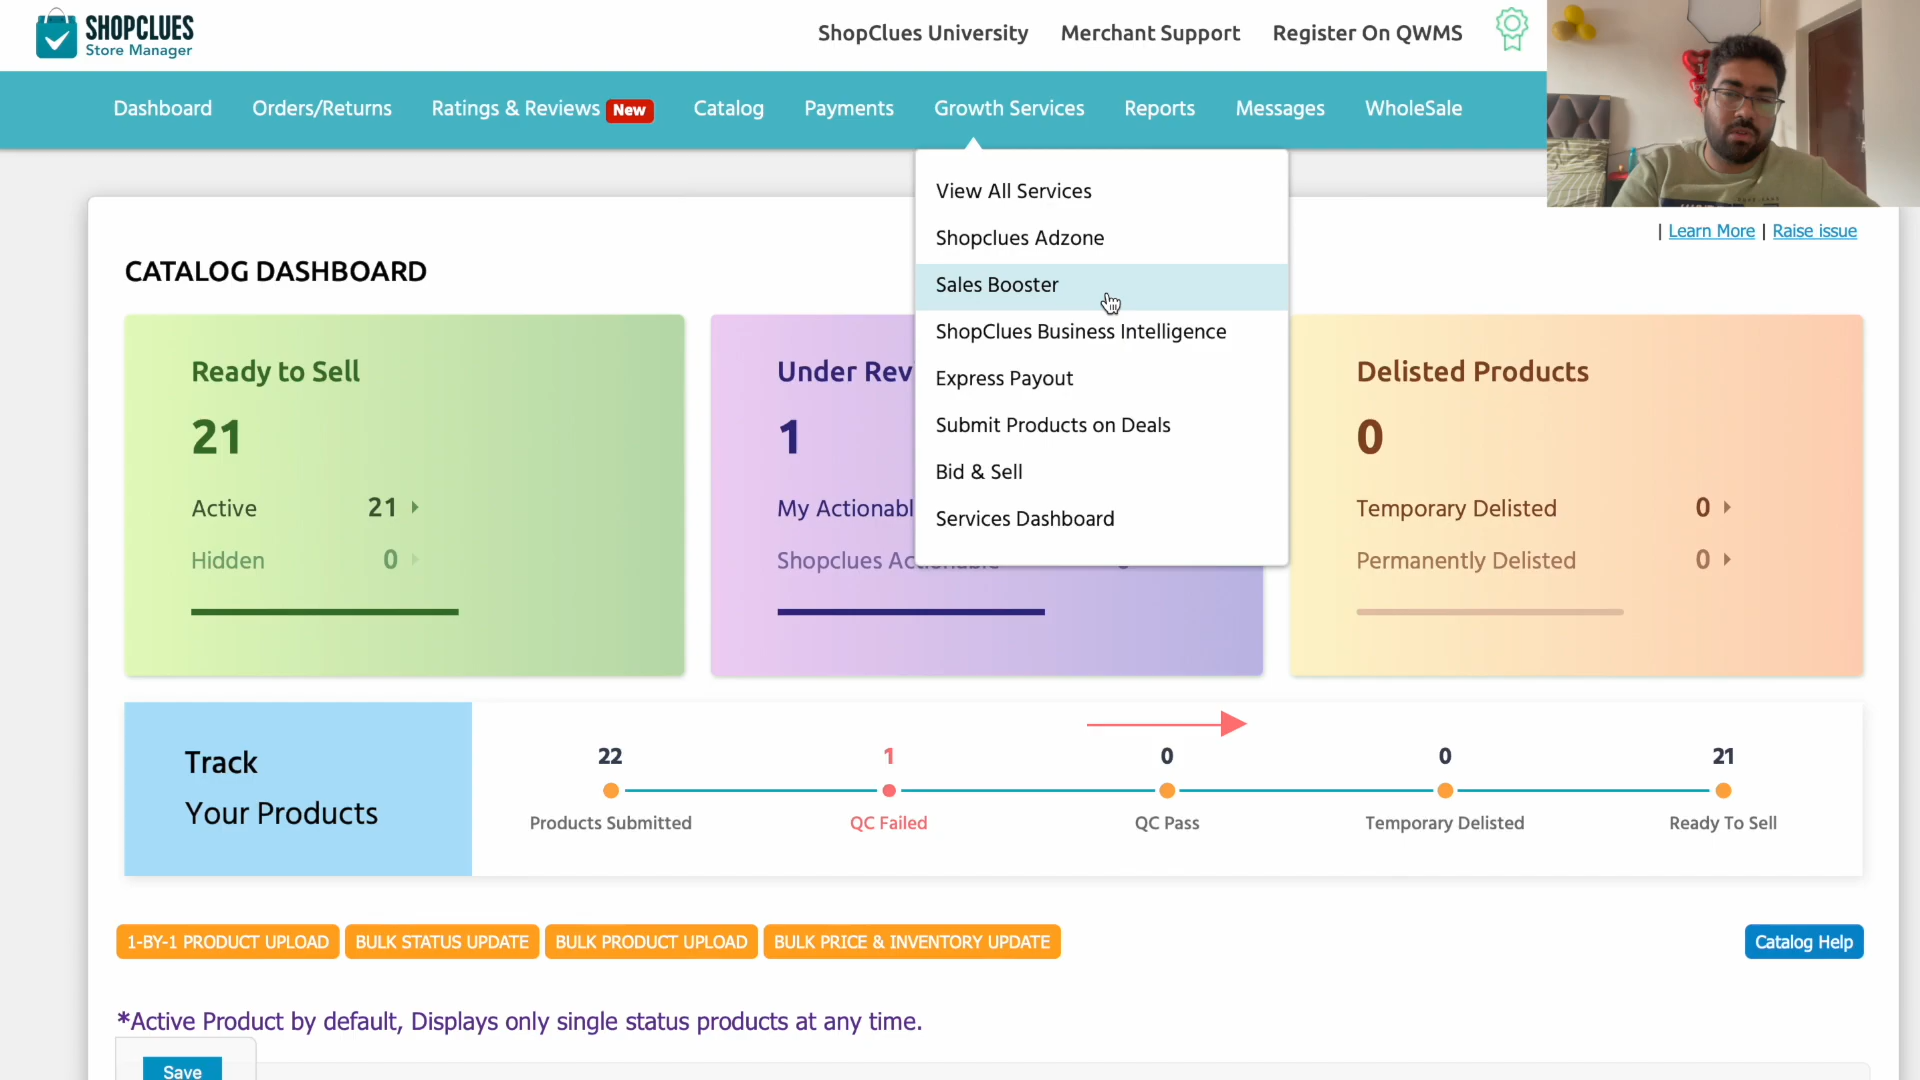 SHOPCLUES
Store Manager
ShopClues University
Merchant Support
Register On QWMS
Dashboard
Orders/Returns
Ratings & Reviews New
Catalog
Payments
Growth Services
Reports
Messages
WholeSale
View All Services
Shopclues Adzone
Sales Booster
ShopClues Business Intelligence
Express Payout
Submit Products on Deals
Bid & Sell
Services Dashboard
| Learn More | Raise issue
CATALOG DASHBOARD
Ready to Sell
21
Active 21
Hidden 0
Under Rev
1
My Actionabl
Shopclues
Delisted Products
0
Temporary Delisted 0
Permanently Delisted 0
Track
Your Products
22
Products Submitted
1
QC Failed
0
QC Pass
0
Temporary Delisted
21
Ready To Sell
1-BY-1 PRODUCT UPLOAD
BULK STATUS UPDATE
BULK PRODUCT UPLOAD
BULK PRICE & INVENTORY UPDATE
Catalog Help
*Active Product by default, Displays only single status products at any time.
Save